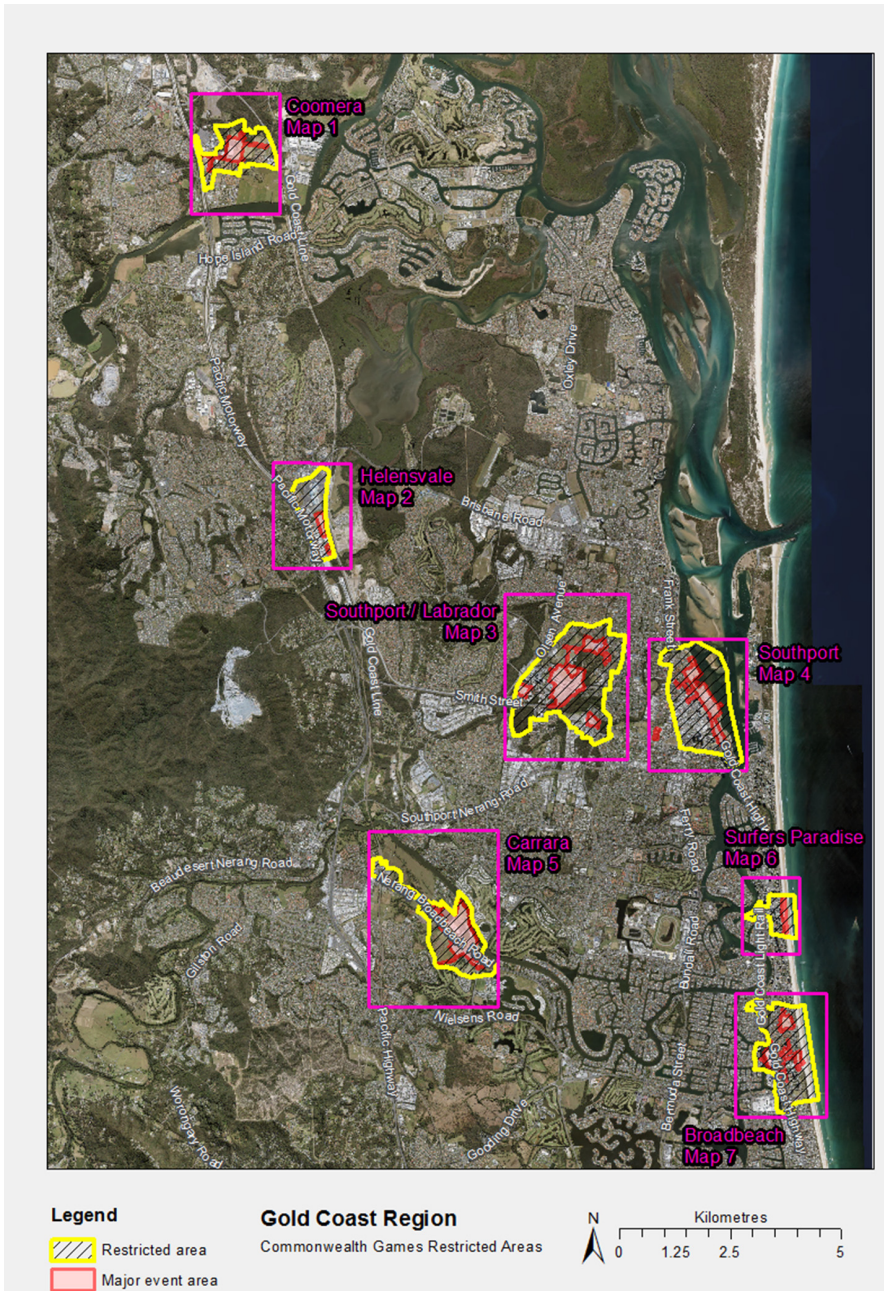 Coomera
Map 1
Gold Coast Line
Hope Island Road
Pacific Motorway
Oxley Drive
Helensvale
Map 2
Pacific Motorway
Brisbane Road
Southport / Labrador
Map 3
Olsen Avenue
Frank Street
Southport
Map 4
Gold Coast Line
Smith Street
Gold Coast Highway
Southport Nerang Road
Ferry Road
Surfers Paradise
Map 6
Carrara
Map 5
Beaudesert Nerang Road
Nerang Broadbeach Road
Gilston Road
Bundall Road
Gold Coast Light Rail
Nielsens Road
Pacific Highway
Bermuda Street
Gold Coast Highway
Worongary Road
Gooding Drive
Broadbeach
Map 7
Legend
Restricted area
Major event area
Gold Coast Region
Commonwealth Games Restricted Areas
N
Kilometres
0 1.25 2.5 5